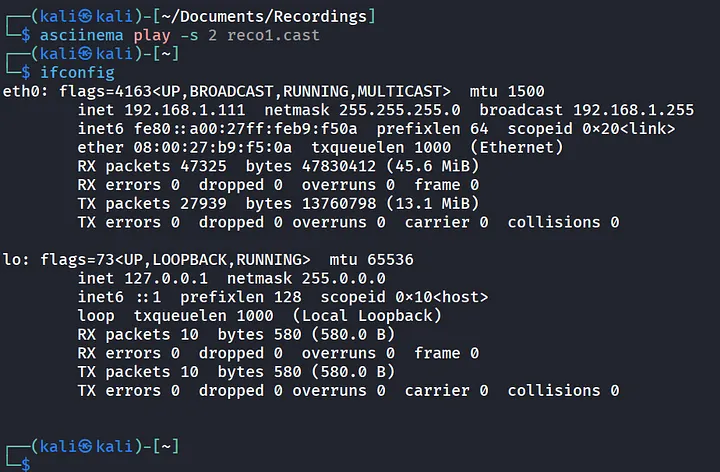 ┌──(kali㉿kali)-[~/Documents/Recordings]
└─$ asciinema play -s 2 reco1.cast
┌──(kali㉿kali)-[~]
└─$ ifconfig
eth0: flags=4163<UP,BROADCAST,RUNNING,MULTICAST>  mtu 1500
        inet 192.168.1.111  netmask 255.255.255.0  broadcast 192.168.1.255
        inet6 fe80::a00:27ff:feb9:f50a  prefixlen 64  scopeid 0×20<link>
        ether 08:00:27:b9:f5:0a  txqueuelen 1000  (Ethernet)
        RX packets 47325  bytes 47830412 (45.6 MiB)
        RX errors 0  dropped 0  overruns 0  frame 0
        TX packets 27939  bytes 13760798 (13.1 MiB)
        TX errors 0  dropped 0 overruns 0  carrier 0  collisions 0

lo: flags=73<UP,LOOPBACK,RUNNING>  mtu 65536
        inet 127.0.0.1  netmask 255.0.0.0
        inet6 ::1  prefixlen 128  scopeid 0×10<host>
        loop  txqueuelen 1000  (Local Loopback)
        RX packets 10  bytes 580 (580.0 B)
        RX errors 0  dropped 0  overruns 0  frame 0
        TX packets 10  bytes 580 (580.0 B)
        TX errors 0  dropped 0 overruns 0  carrier 0  collisions 0

┌──(kali㉿kali)-[~]
└─$